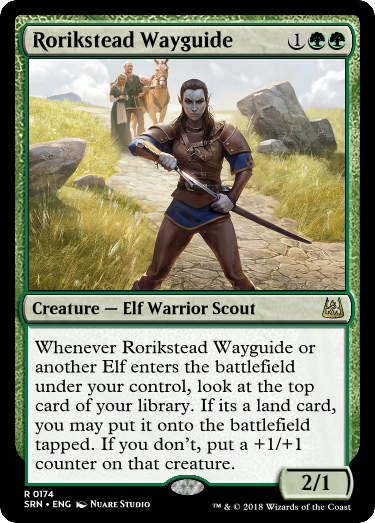 Rorikstead Wayguide 1
Creature — Elf Warrior Scout
Whenever Rorikstead Wayguide or
another Elf enters the battlefield
under your control, look at the top
card of your library. If its a land card,
you may put it onto the battlefield
tapped. If you don't, put a +1/+1
counter on that creature.
2/1
R 0174
SRN • ENG Nuare Studio
™ & © 2018 Wizards of the Coast